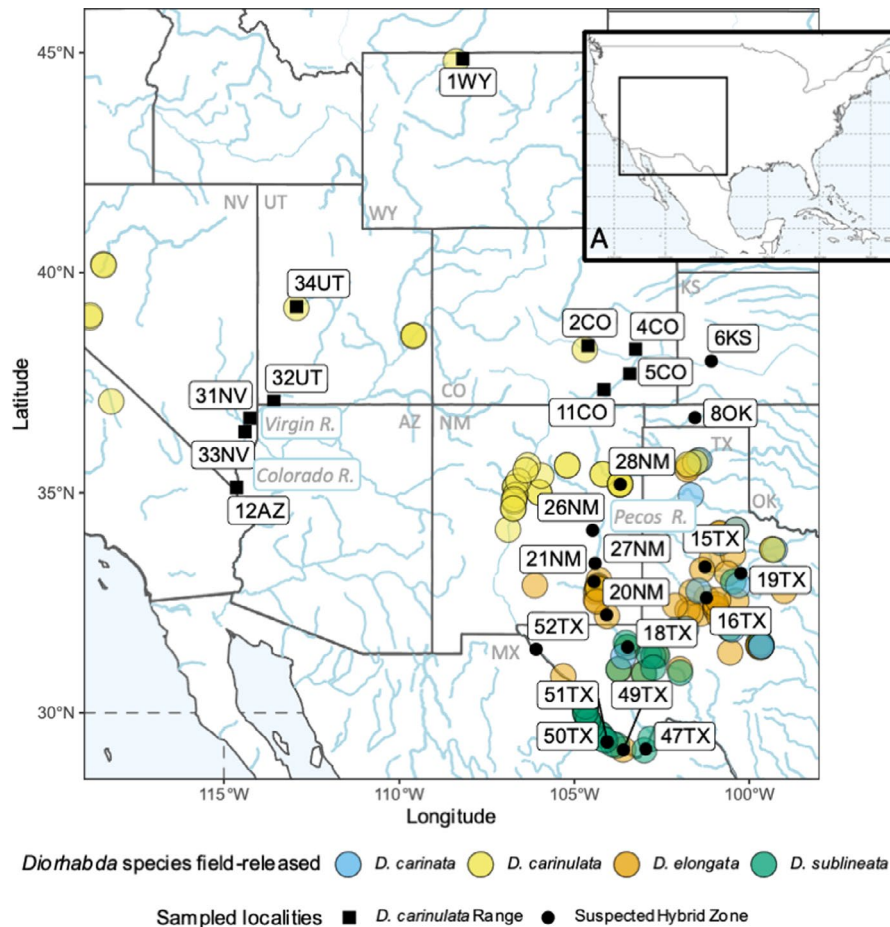 45°N
40°N
35°N
30°N
Latitude
115°W
110°W
105°W
100°W
Longitude
A
1WY
NV
UT
WY
34UT
KS
2CO
4CO
6KS
5CO
32UT
31NV
CO
11CO
8OK
Virgin R.
AZ
NM
TX
33NV
28NM
Colorado R.
12AZ
26NM
Pecos R.
OK
15TX
27NM
21NM
19TX
20NM
52TX
18TX
16TX
MX
51TX
49TX
50TX
47TX
Diorhabda species field-released
D. carinata
D. carinulata
D. elongata
D. sublineata
Sampled localities
D. carinulata Range
Suspected Hybrid Zone